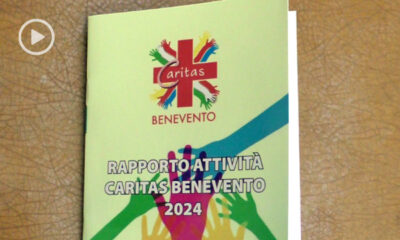 Caritas
BENEVENTO
RAPPORTO ATTIVITÀ
CARITAS BENEVENTO
2024